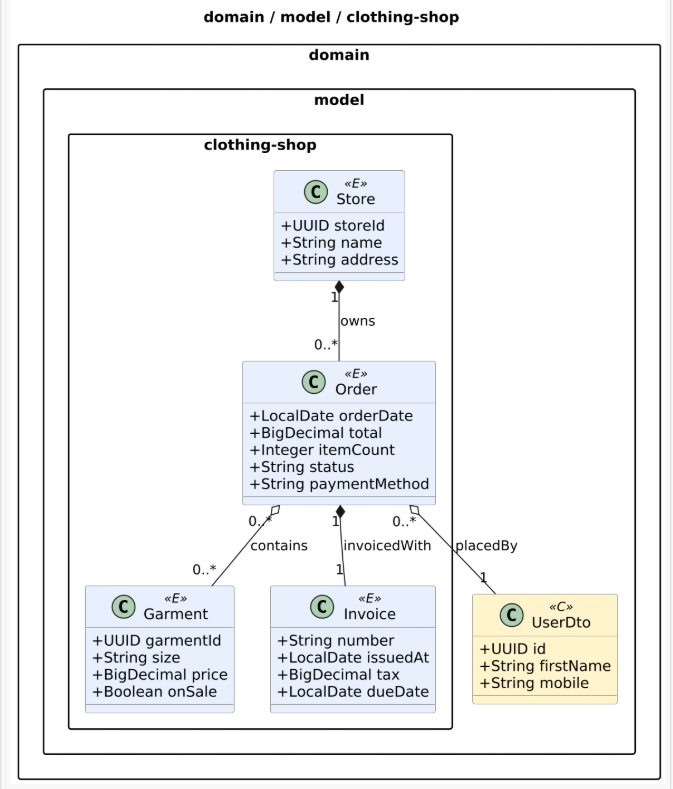 domain / model / clothing-shop
domain
model
clothing-shop
C «E»
Store
+UUID storeId
+String name
+String address
1
owns
0..*
C «E»
Order
+LocalDate orderDate
+BigDecimal total
+Integer itemCount
+String status
+String paymentMethod
0..* 1 0..*
contains invoicedWith placedBy
0..* 1 1
C «E»
Garment
+UUID garmentId
+String size
+BigDecimal price
+Boolean onSale
C «E»
Invoice
+String number
+LocalDate issuedAt
+BigDecimal tax
+LocalDate dueDate
C «C»
UserDto
+UUID id
+String firstName
+String mobile